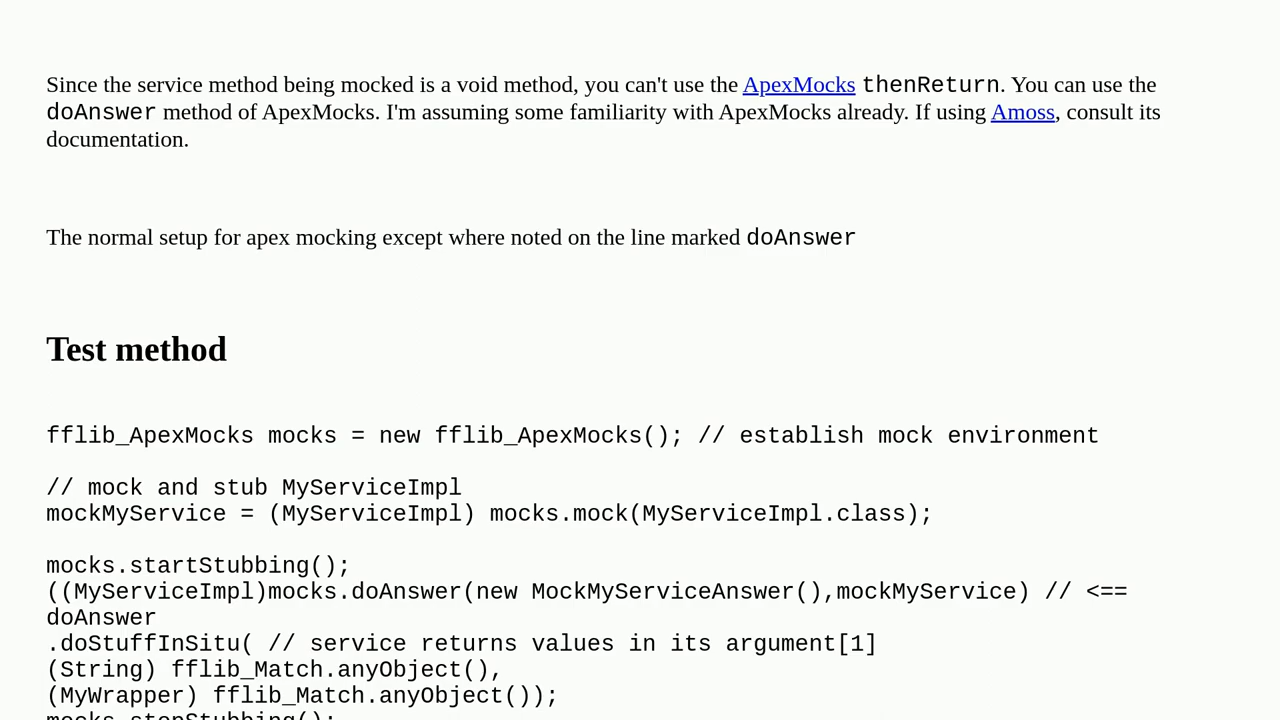 Since the service method being mocked is a void method, you can't use the ApexMocks thenReturn. You can use the
doAnswer method of ApexMocks. I'm assuming some familiarity with ApexMocks already. If using Amoss, consult its
documentation.
The normal setup for apex mocking except where noted on the line marked doAnswer
Test method
fflib_ApexMocks mocks = new fflib_ApexMocks(); // establish mock environment
// mock and stub MyServiceImpl
mockMyService = (MyServiceImpl) mocks.mock(MyServiceImpl.class);
mocks.startStubbing();
((MyServiceImpl)mocks.doAnswer(new MockMyServiceAnswer(),mockMyService) // <==
doAnswer
.doStuffInSitu( // service returns values in its argument[1]
(String) fflib_Match.anyObject(),
(MyWrapper) fflib_Match.anyObject());
mocks.stopStubbing();